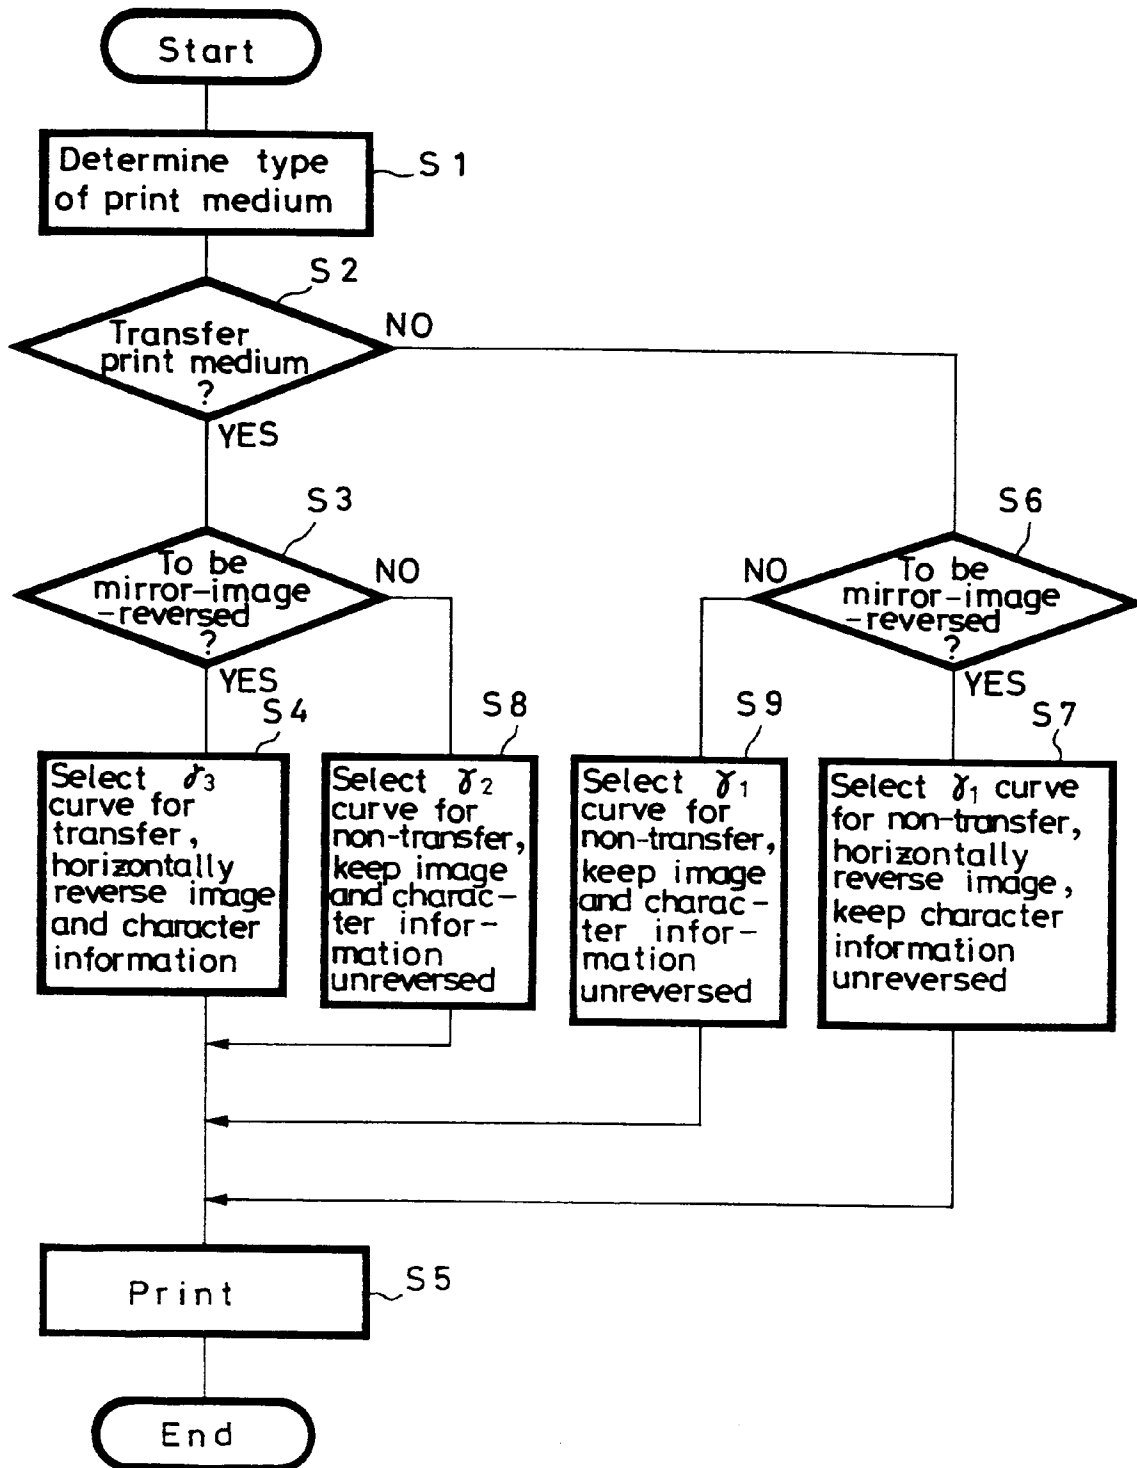 Start
Determine type
of print medium
S1
S2
Transfer
print medium
?
NO
YES
S3
To be
mirror-image
-reversed
?
NO
YES
S6
To be
mirror-image
-reversed
?
NO
YES
S4
Select γ3
curve for
transfer,
horizontally
reverse image
and character
information
S8
Select γ2
curve for
non-transfer,
keep image
and charac-
ter infor-
mation
unreversed
S9
Select γ1
curve for
non-transfer,
keep image
and charac-
ter infor-
mation
unreversed
S7
Select γ1 curve
for non-transfer,
horizontally
reverse image,
keep character
information
unreversed
Print
S5
End